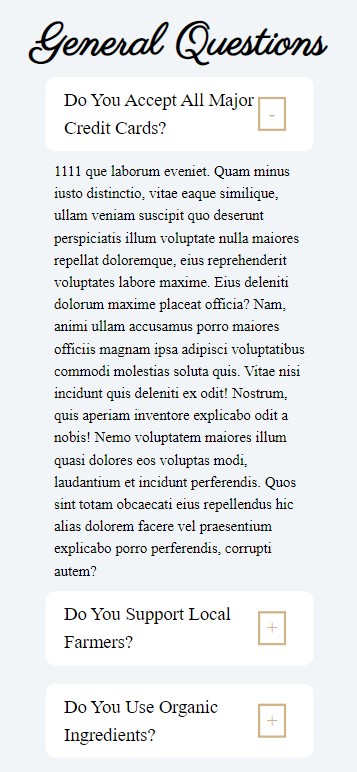 General Questions
Do You Accept All Major
Credit Cards?
-
1111 que laborum eveniet. Quam minus
iusto distinctio, vitae eaque similique,
ullam veniam suscipit quo deserunt
perspiciatis illum voluptate nulla maiores
repellat doloremque, eius reprehenderit
voluptates labore maxime. Eius deleniti
dolorum maxime placeat officia? Nam,
animi ullam accusamus porro maiores
officiis magnam ipsa adipisci voluptatibus
commodi molestias soluta quis. Vitae nisi
incidunt quis deleniti ex odit! Nostrum,
quis aperiam inventore explicabo odit a
nobis! Nemo voluptatem maiores illum
quasi dolores eos voluptas modi,
laudantium et incidunt perferendis. Quos
sint totam obcaecati eius repellendus hic
alias dolorem facere vel praesentium
explicabo porro perferendis, corrupti
autem?
Do You Support Local
Farmers?
+
Do You Use Organic
Ingredients?
+